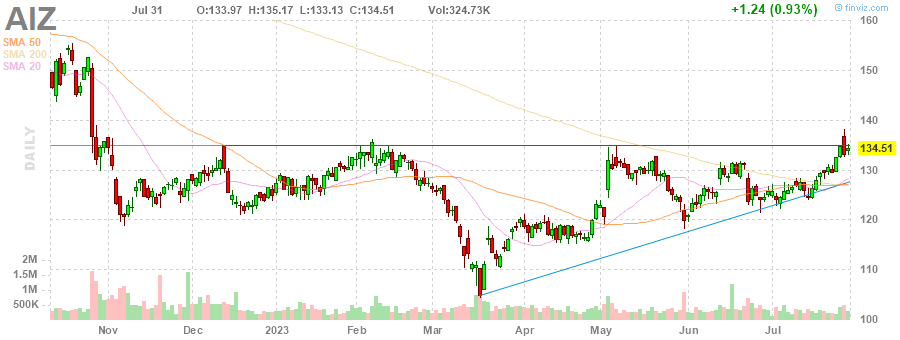 AIZ
Jul 31 O:133.97 H:135.17 L:133.13 C:134.51 Vol:324.73K +1.24 (0.93%) © finviz.com
SMA 50
SMA 200
SMA 20
DAILY
160
150
140
134.51
130
120
110
100
2M
1.5M
1M
500K
Nov Dec 2023 Feb Mar Apr May Jun Jul